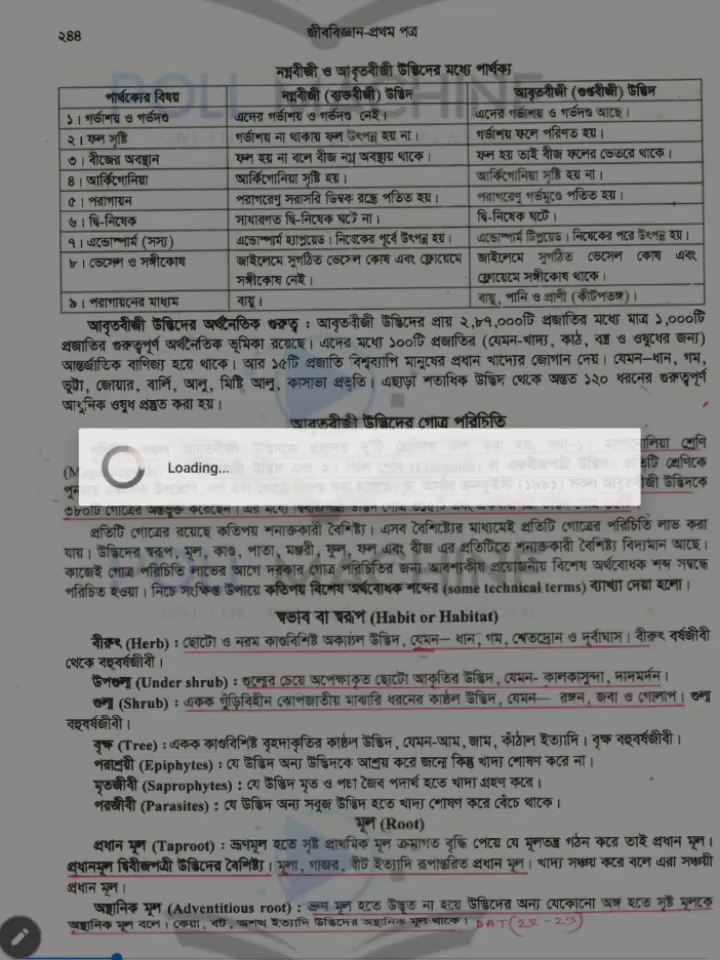 ২৪৪
জীববিজ্ঞান–প্রথম পত্র
নগ্নবীজী ও আবৃতবীজী উদ্ভিদের মধ্যে পার্থক্য
পার্থক্যের বিষয় নগ্নবীজী (ব্যক্তবীজী) উদ্ভিদ আবৃতবীজী (গুপ্তবীজী) উদ্ভিদ
১। গর্ভাশয় ও গর্ভদণ্ড এদের গর্ভাশয় ও গর্ভদণ্ড নেই। এদের গর্ভাশয় ও গর্ভদণ্ড আছে।
২। ফল সৃষ্টি গর্ভাশয় না থাকায় ফল উৎপন্ন হয় না। গর্ভাশয় ফলে পরিণত হয়।
৩। বীজের অবস্থান ফল হয় না বলে বীজ নগ্ন অবস্থায় থাকে। ফল হয় তাই বীজ ফলের ভেতরে থাকে।
৪। আর্কিগোনিয়া আর্কিগোনিয়া সৃষ্টি হয়। আর্কিগোনিয়া সৃষ্টি হয় না।
৫। পরাগায়ন পরাগরেণু সরাসরি ডিম্বক রন্ধ্রে পতিত হয়। পরাগরেণু গর্ভমুণ্ডে পতিত হয়।
৬। দ্বি-নিষেক সাধারণত দ্বি-নিষেক ঘটে না। দ্বি-নিষেক ঘটে।
৭। এন্ডোস্পার্ম (সস্য) এন্ডোস্পার্ম হ্যাপ্লয়েড। নিষেকের পূর্বে উৎপন্ন হয়। এন্ডোস্পার্ম ট্রিপ্লয়েড। নিষেকের পরে উৎপন্ন হয়।
৮। ভেসেল ও সঙ্গীকোষ জাইলেমে সুগঠিত ভেসেল কোষ এবং ফ্লোয়েমে জাইলেমে সুগঠিত ভেসেল কোষ এবং
সঙ্গীকোষ নেই। ফ্লোয়েমে সঙ্গীকোষ থাকে।
৯। পরাগায়নের মাধ্যম বায়ু। বায়ু, পানি ও প্রাণী (কীটপতঙ্গ)।
আবৃতবীজী উদ্ভিদের অর্থনৈতিক গুরুত্ব : আবৃতবীজী উদ্ভিদের প্রায় ২,৮৭,০০০টি প্রজাতির মধ্যে মাত্র ১,০০০টি
প্রজাতির গুরুত্বপূর্ণ অর্থনৈতিক ভূমিকা রয়েছে। এদের মধ্যে ১০০টি প্রজাতির (যেমন-খাদ্য, কাঠ, বস্ত্র ও ওষুধের জন্য)
আন্তর্জাতিক বাণিজ্য হয়ে থাকে। আর ১৫টি প্রজাতি বিশ্বব্যাপি মানুষের প্রধান খাদ্যের জোগান দেয়। যেমন–ধান, গম,
ভুট্টা, জোয়ার, বার্লি, আলু, মিষ্টি আলু, কাসাভা প্রভৃতি। এছাড়া শতাধিক উদ্ভিদ থেকে অন্তত ১২০ ধরনের গুরুত্বপূর্ণ
আধুনিক ওষুধ প্রস্তুত করা হয়।
আবৃতবীজী উদ্ভিদের গোত্র পরিচিতি
Loading...
প্রতিটি শ্রেণিকে
উদ্ভিদকে
৩৮০টি গোত্রের অন্তর্ভুক্ত করেছেন।
প্রতিটি গোত্রের রয়েছে কতিপয় শনাক্তকারী বৈশিষ্ট্য। এসব বৈশিষ্ট্যের মাধ্যমেই প্রতিটি গোত্রের পরিচিতি লাভ করা
যায়। উদ্ভিদের স্বরূপ, মূল, কাণ্ড, পাতা, মঞ্জরী, ফুল, ফল এবং বীজ এর প্রতিটিতে শনাক্তকারী বৈশিষ্ট্য বিদ্যমান আছে।
কাজেই গোত্র পরিচিতি লাভের আগে দরকার গোত্র পরিচিতির জন্য আবশ্যকীয় প্রয়োজনীয় বিশেষ অর্থবোধক শব্দ সম্বন্ধে
পরিচিত হওয়া। নিচে সংক্ষিপ্ত উপায়ে কতিপয় বিশেষ অর্থবোধক শব্দের (some technical terms) ব্যাখ্যা দেয়া হলো।
স্বভাব বা স্বরূপ (Habit or Habitat)
বীরুৎ (Herb) : ছোটো ও নরম কাণ্ডবিশিষ্ট অকাষ্ঠল উদ্ভিদ, যেমন– ধান, গম, শ্বেতদ্রোন ও দূর্বাঘাস। বীরুৎ বর্ষজীবী
থেকে বহুবর্ষজীবী।
উপগুল্ম (Under shrub) : গুল্মের চেয়ে অপেক্ষাকৃত ছোটো আকৃতির উদ্ভিদ, যেমন- কালকাসুন্দা, দাদমর্দন।
গুল্ম (Shrub) : একক গুঁড়িবিহীন ঝোপজাতীয় মাঝারি ধরনের কাষ্ঠল উদ্ভিদ, যেমন– রঙ্গন, জবা ও গোলাপ। গুল্ম
বহুবর্ষজীবী।
বৃক্ষ (Tree) : একক কাণ্ডবিশিষ্ট বৃহদাকৃতির কাষ্ঠল উদ্ভিদ, যেমন-আম, জাম, কাঁঠাল ইত্যাদি। বৃক্ষ বহুবর্ষজীবী।
পরাশ্রয়ী (Epiphytes) : যে উদ্ভিদ অন্য উদ্ভিদকে আশ্রয় করে জন্মে কিন্তু খাদ্য শোষণ করে না।
মৃতজীবী (Saprophytes) : যে উদ্ভিদ মৃত ও পচা জৈব পদার্থ হতে খাদ্য গ্রহণ করে।
পরজীবী (Parasites) : যে উদ্ভিদ অন্য সবুজ উদ্ভিদ হতে খাদ্য শোষণ করে বেঁচে থাকে।
মূল (Root)
প্রধান মূল (Taproot) : ভ্রূণমূল হতে সৃষ্ট প্রাথমিক মূল ক্রমাগত বৃদ্ধি পেয়ে যে মূলতন্ত্র গঠন করে তাই প্রধান মূল।
প্রধানমূল দ্বিবীজপত্রী উদ্ভিদের বৈশিষ্ট্য। মূলা, গাজর, বীট ইত্যাদি রূপান্তরিত প্রধান মূল। খাদ্য সঞ্চয় করে বলে এরা সঞ্চয়ী
প্রধান মূল।
অস্থানিক মূল (Adventitious root) : ভ্রূণ মূল হতে উদ্ভূত না হয়ে উদ্ভিদের অন্য যেকোনো অঙ্গ হতে সৃষ্ট মূলকে
অস্থানিক মূল বলে। কেয়া, বট, অশ্বত্থ ইত্যাদি উদ্ভিদের অস্থানিক মূল থাকে। DAT (22-23)